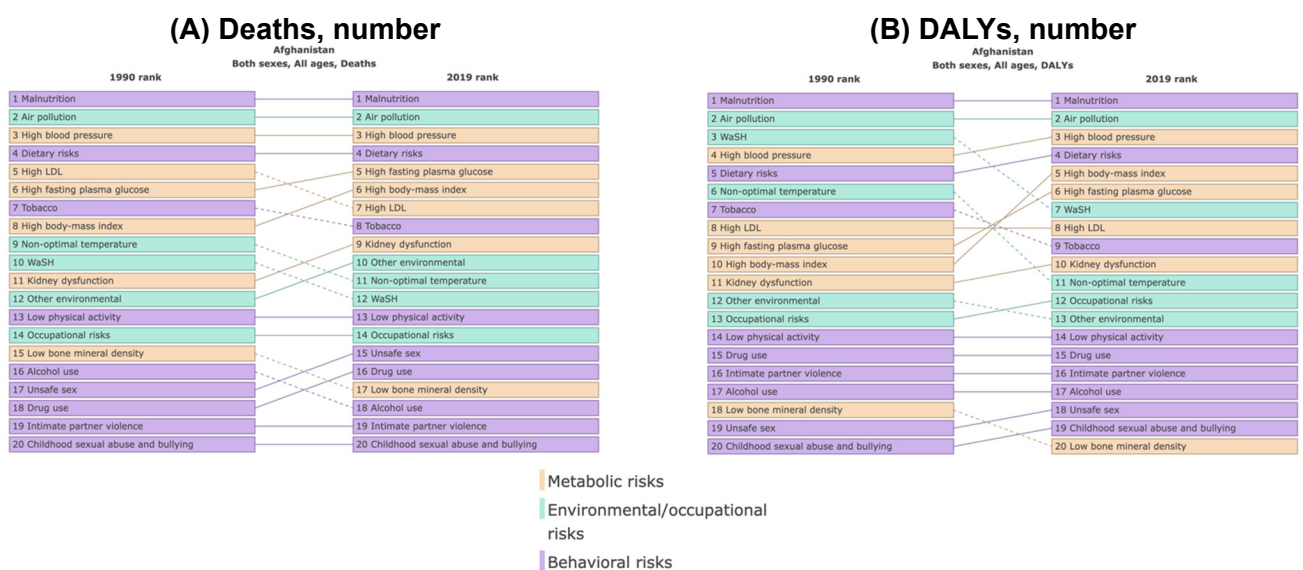 (A) Deaths, number
Afghanistan
Both sexes, All ages, Deaths
1990 rank
2019 rank
1 Malnutrition
1 Malnutrition
2 Air pollution
2 Air pollution
3 High blood pressure
3 High blood pressure
4 Dietary risks
4 Dietary risks
5 High LDL
5 High fasting plasma glucose
6 High fasting plasma glucose
6 High body-mass index
7 Tobacco
7 High LDL
8 High body-mass index
8 Tobacco
9 Non-optimal temperature
9 Kidney dysfunction
10 WaSH
10 Other environmental
11 Kidney dysfunction
11 Non-optimal temperature
12 Other environmental
12 WaSH
13 Low physical activity
13 Low physical activity
14 Occupational risks
14 Occupational risks
15 Low bone mineral density
15 Unsafe sex
16 Alcohol use
16 Drug use
17 Unsafe sex
17 Low bone mineral density
18 Drug use
18 Alcohol use
19 Intimate partner violence
19 Intimate partner violence
20 Childhood sexual abuse and bullying
20 Childhood sexual abuse and bullying
(B) DALYs, number
Afghanistan
Both sexes, All ages, DALYs
1990 rank
2019 rank
1 Malnutrition
1 Malnutrition
2 Air pollution
2 Air pollution
3 WaSH
3 High blood pressure
4 High blood pressure
4 Dietary risks
5 Dietary risks
5 High body-mass index
6 Non-optimal temperature
6 High fasting plasma glucose
7 Tobacco
7 WaSH
8 High LDL
8 High LDL
9 High fasting plasma glucose
9 Tobacco
10 High body-mass index
10 Kidney dysfunction
11 Kidney dysfunction
11 Non-optimal temperature
12 Other environmental
12 Occupational risks
13 Occupational risks
13 Other environmental
14 Low physical activity
14 Low physical activity
15 Drug use
15 Drug use
16 Intimate partner violence
16 Intimate partner violence
17 Alcohol use
17 Alcohol use
18 Low bone mineral density
18 Unsafe sex
19 Unsafe sex
19 Childhood sexual abuse and bullying
20 Childhood sexual abuse and bullying
20 Low bone mineral density
Metabolic risks
Environmental/occupational
risks
Behavioral risks